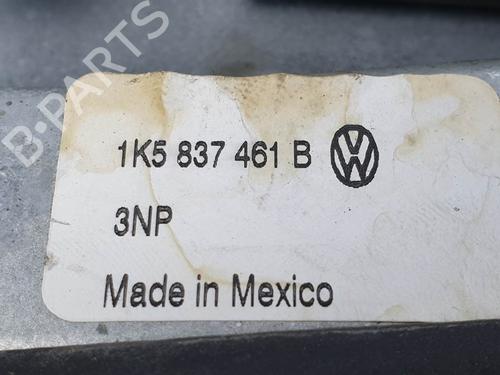 B-PARTS
1K5 837 461 B
3NP
Made in Mexico